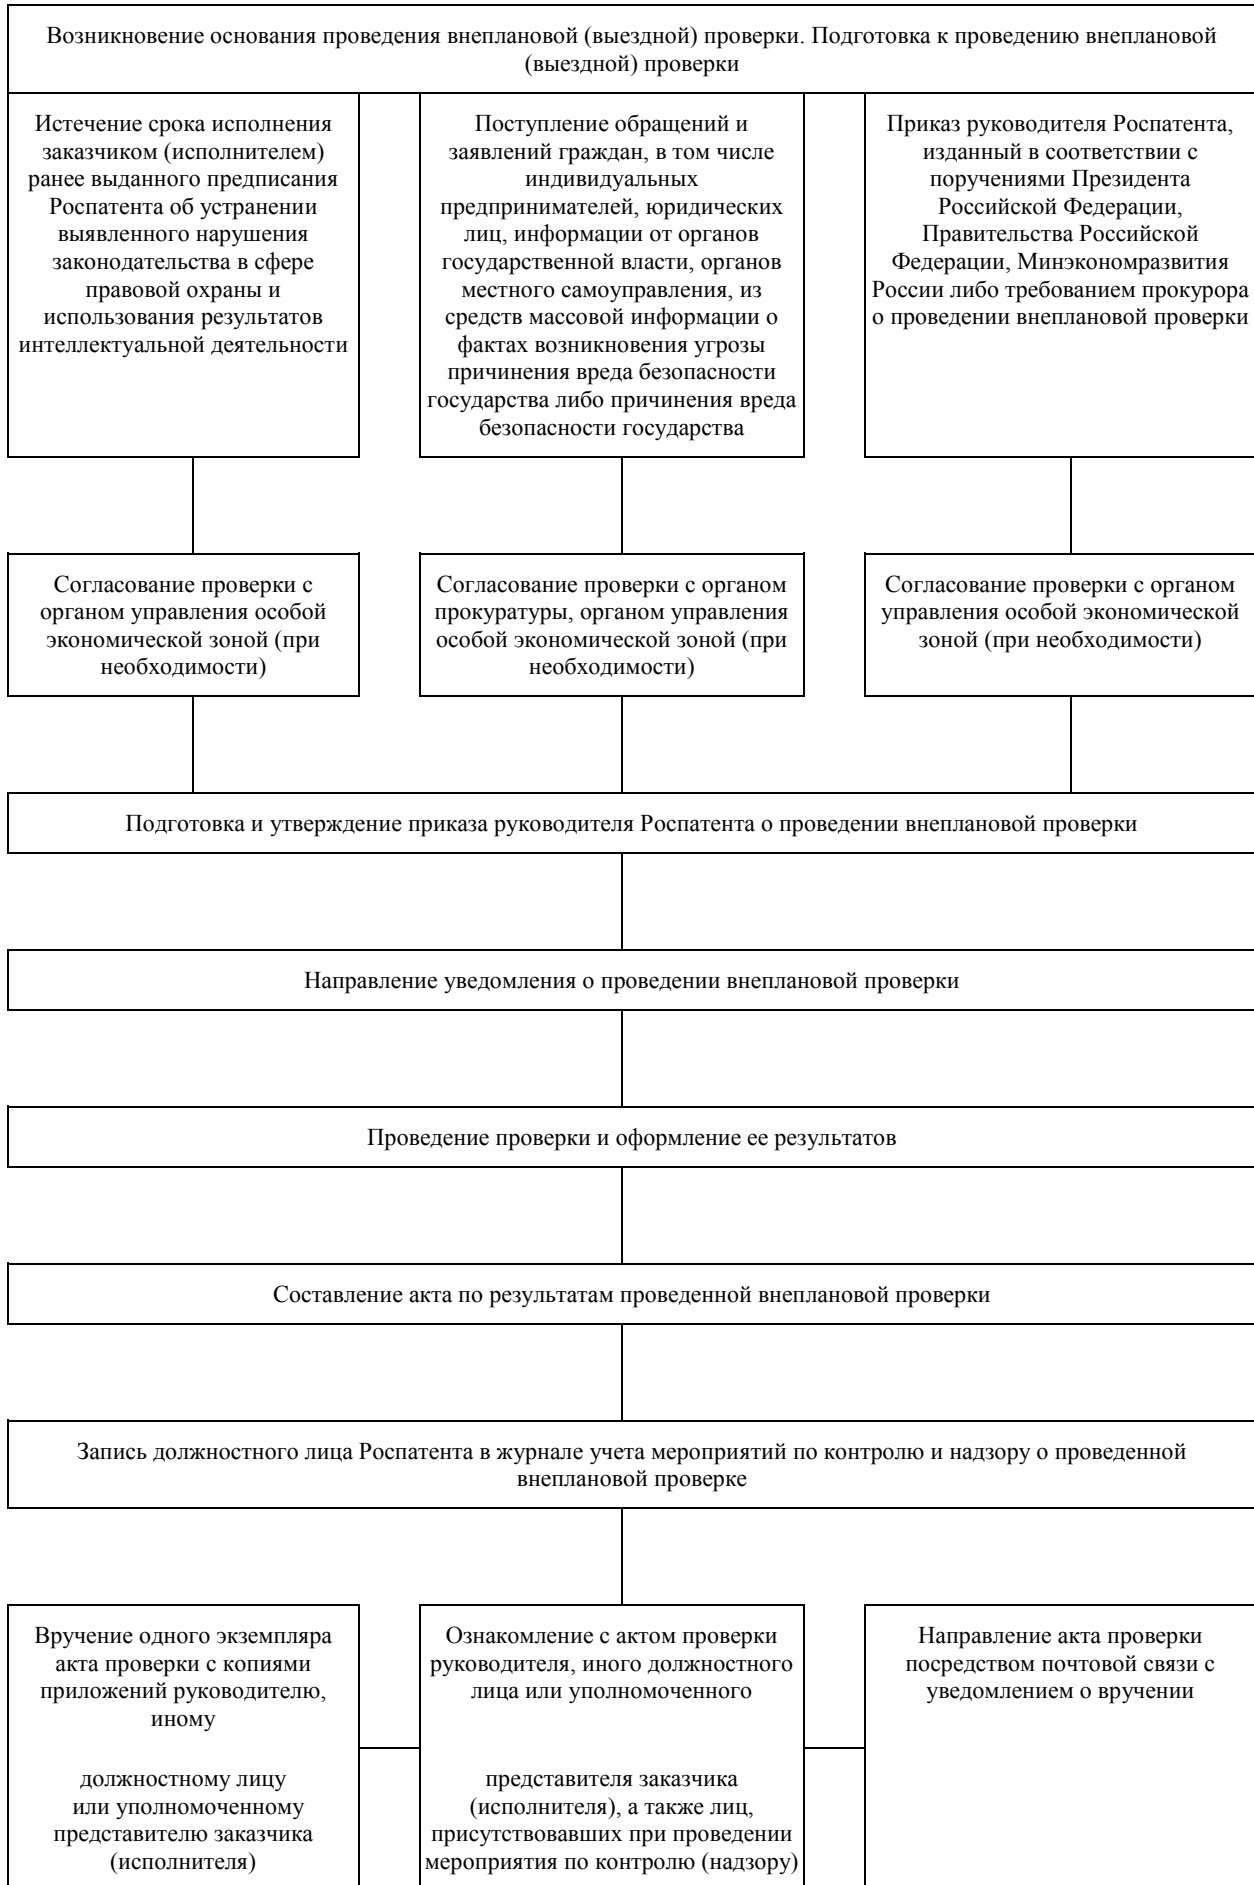 Возникновение основания проведения внеплановой (выездной) проверки. Подготовка к проведению внеплановой
(выездной) проверки
Истечение срока исполнения
заказчиком (исполнителем)
ранее выданного предписания
Роспатента об устранении
выявленного нарушения
законодательства в сфере
правовой охраны и
использования результатов
интеллектуальной деятельности
Поступление обращений и
заявлений граждан, в том числе
индивидуальных
предпринимателей, юридических
лиц, информации от органов
государственной власти, органов
местного самоуправления, из
средств массовой информации о
фактах возникновения угрозы
причинения вреда безопасности
государства либо причинения вреда
безопасности государства
Приказ руководителя Роспатента,
изданный в соответствии с
поручениями Президента
Российской Федерации,
Правительства Российской
Федерации, Минэкономразвития
России либо требованием прокурора
о проведении внеплановой проверки
Согласование проверки с
органом управления особой
экономической зоной (при
необходимости)
Согласование проверки с органом
прокуратуры, органом управления
особой экономической зоной (при
необходимости)
Согласование проверки с органом
управления особой экономической
зоной (при необходимости)
Подготовка и утверждение приказа руководителя Роспатента о проведении внеплановой проверки
Направление уведомления о проведении внеплановой проверки
Проведение проверки и оформление ее результатов
Составление акта по результатам проведенной внеплановой проверки
Запись должностного лица Роспатента в журнале учета мероприятий по контролю и надзору о проведенной
внеплановой проверке
Вручение одного экземпляра
акта проверки с копиями
приложений руководителю,
иному
должностному лицу
или уполномоченному
представителю заказчика
(исполнителя)
Ознакомление с актом проверки
руководителя, иного должностного
лица или уполномоченного
представителя заказчика
(исполнителя), а также лиц,
присутствовавших при проведении
мероприятия по контролю (надзору)
Направление акта проверки
посредством почтовой связи с
уведомлением о вручении